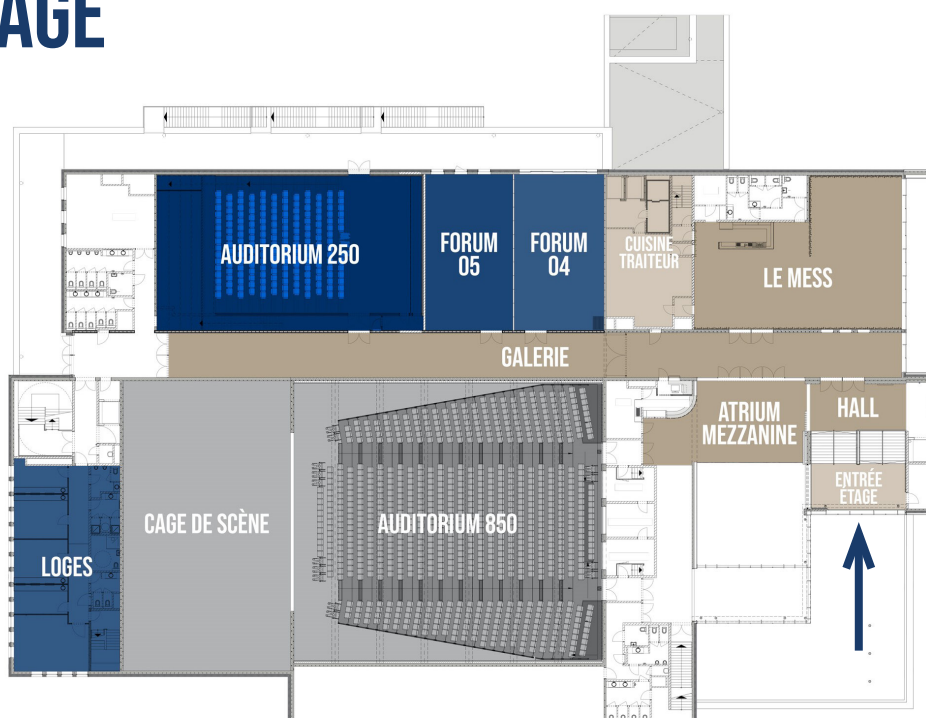 AGE
AUDITORIUM 250
FORUM
05
FORUM
04
CUISINE
TRAITEUR
LE MESS
GALERIE
ATRIUM
MEZZANINE
HALL
ENTRÉE
ÉTAGE
CAGE DE SCÈNE
AUDITORIUM 850
LOGES